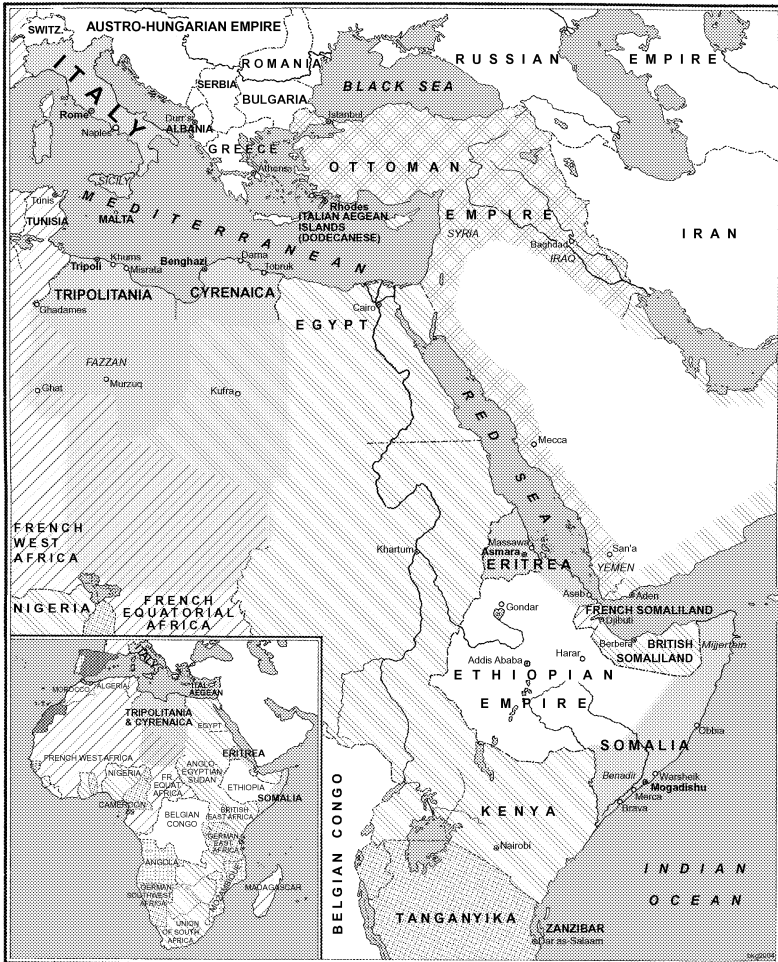 SWITZ.
AUSTRO-HUNGARIAN EMPIRE
RUSSIAN
EMPIRE
ROMANIA
ITALY
SERBIA
BLACK SEA
BULGARIA
Rome
Naples
Durr's
ALBANIA
Istanbul
GREECE
OTTOMAN
EMPIRE
Athens
SICILY
Tunis
MEDITERRANEAN
Rhodes
ITALIAN AEGEAN
ISLANDS
(DODECANESE)
TUNISIA
MALTA
SYRIA
IRAN
Baghdad
IRAQ
Tripoli
Khums
Misrata
Benghazi
Darna
Tobruk
TRIPOLITANIA
CYRENAICA
Ghadames
Cairo
EGYPT
FAZZAN
Ghat
Murzuq
Kufra
RED SEA
Mecca
FRENCH
WEST
AFRICA
Khartum
Massawa
Asmara
ERITREA
San'a
YEMEN
NIGERIA
FRENCH
EQUATORIAL
AFRICA
Gondar
Aseb
Aden
FRENCH SOMALILAND
Djibuti
Berbera
BRITISH
SOMALILAND
Mijjertein
Addis Ababa
Harar
ETHIOPIAN
EMPIRE
Obbia
SOMALIA
Benadir
Warsheik
Mogadishu
Merca
Brava
BELGIAN CONGO
KENYA
Nairobi
INDIAN
OCEAN
TANGANYIKA
ZANZIBAR
Dar as-Salaam
ITALY
ITAL.
AEGEAN
MOROCCO
ALGERIA
TRIPOLITANIA
& CYRENAICA
EGYPT
FRENCH WEST AFRICA
ANGLO-
EGYPTIAN
SUDAN
ERITREA
NIGERIA
FR.
EQUAT.
AFRICA
ETHIOPIA
SOMALIA
CAMEROON
BELGIAN
CONGO
BRITISH
EAST AFRICA
GERMAN
EAST
AFRICA
ANGOLA
GERMAN
SOUTHWEST
AFRICA
MOZAMBIQUE
MADAGASCAR
UNION
OF SOUTH
AFRICA